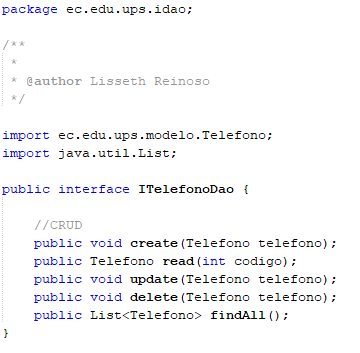 package ec.edu.ups.idao;
/**
 *
 * @author Lisseth Reinoso
 */
import ec.edu.ups.modelo.Telefono;
import java.util.List;
public interface ITelefonoDao {
    //CRUD
    public void create(Telefono telefono);
    public Telefono read(int codigo);
    public void update(Telefono telefono);
    public void delete(Telefono telefono);
    public List<Telefono> findAll();
}